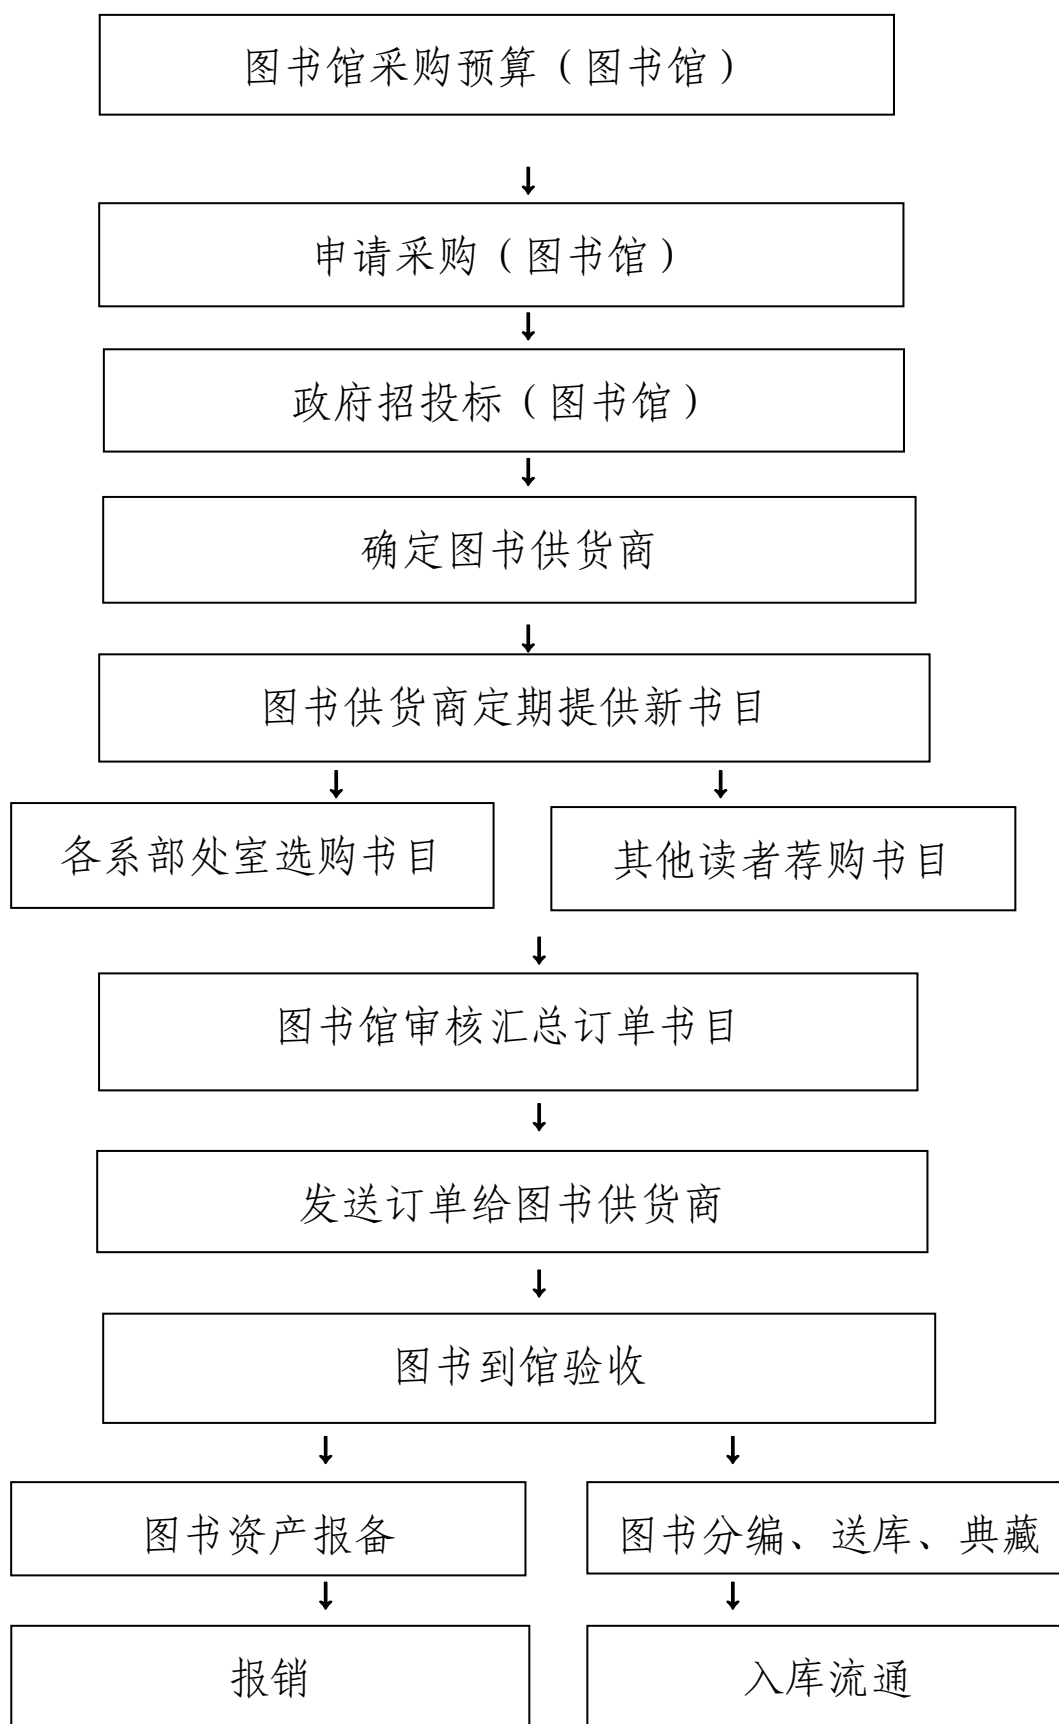 图书馆采购预算（图书馆）
申请采购（图书馆）
政府招投标（图书馆）
确定图书供货商
图书供货商定期提供新书目
各系部处室选购书目
其他读者荐购书目
图书馆审核汇总订单书目
发送订单给图书供货商
图书到馆验收
图书资产报备
图书分编、送库、典藏
报销
入库流通